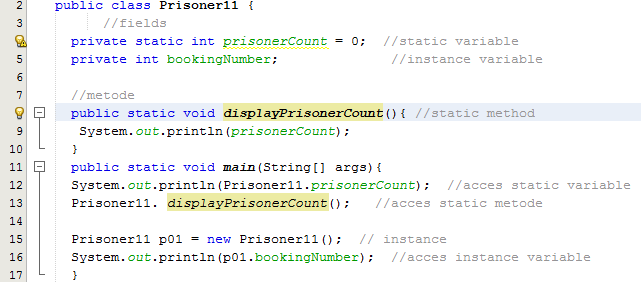 2 public class Prisoner11 {
3 //fields
private static int prisonerCount = 0; //static variable
5 private int bookingNumber; //instance variable
6
7 //metode
public static void displayPrisonerCount(){ //static method
9 System.out.println(prisonerCount);
10 }
11 public static void main(String[] args){
12 System.out.println(Prisoner11.prisonerCount); //acces static variable
13 Prisoner11. displayPrisonerCount(); //acces static metode
14
15 Prisoner11 p01 = new Prisoner11(); // instance
16 System.out.println(p01.bookingNumber); //acces instance variable
17 }